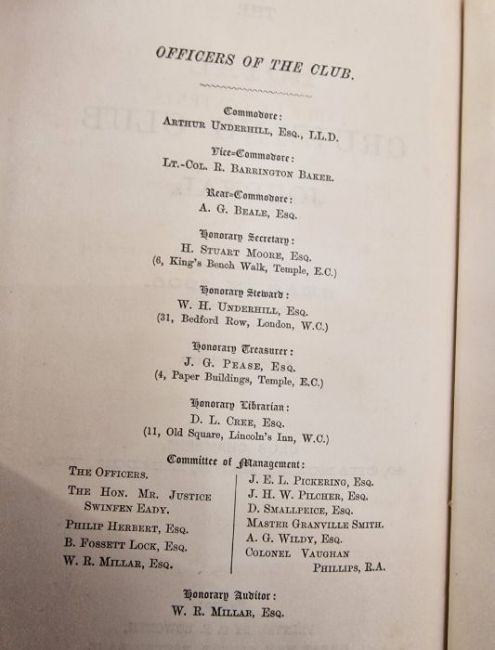 OFFICERS OF THE CLUB.
Commodore:
ARTHUR UNDERHILL, ESQ., LL.D.
Vice-Commodore:
LT.-COL. R. BARRINGTON BAKER.
Rear-Commodore:
A. G. BEALE, ESQ.
Honorary Secretary:
H. STUART MOORE, ESQ.
(6, King's Bench Walk, Temple, E.C.)
Honorary Steward:
W. H. UNDERHILL, ESQ.
(31, Bedford Row, London, W.C.)
Honorary Treasurer:
J. G. PEASE, ESQ.
(4, Paper Buildings, Temple, E.C.)
Honorary Librarian:
D. L. CREE, ESQ.
(11, Old Square, Lincoln's Inn, W.C.)
Committee of Management:
THE OFFICERS.
THE HON. MR. JUSTICE
SWINFEN EADY.
PHILIP HERBERT, ESQ.
B. FOSSETT LOCK, ESQ.
W. R. MILLAR, ESQ.
J. E. L. PICKERING, ESQ.
J. H. W. PILCHER, ESQ.
D. SMALLPEICE, ESQ.
MASTER GRANVILLE SMITH.
A. G. WILDY, ESQ.
COLONEL VAUGHAN
PHILLIPS, R.A.
Honorary Auditor:
W. R. MILLAR, ESQ.